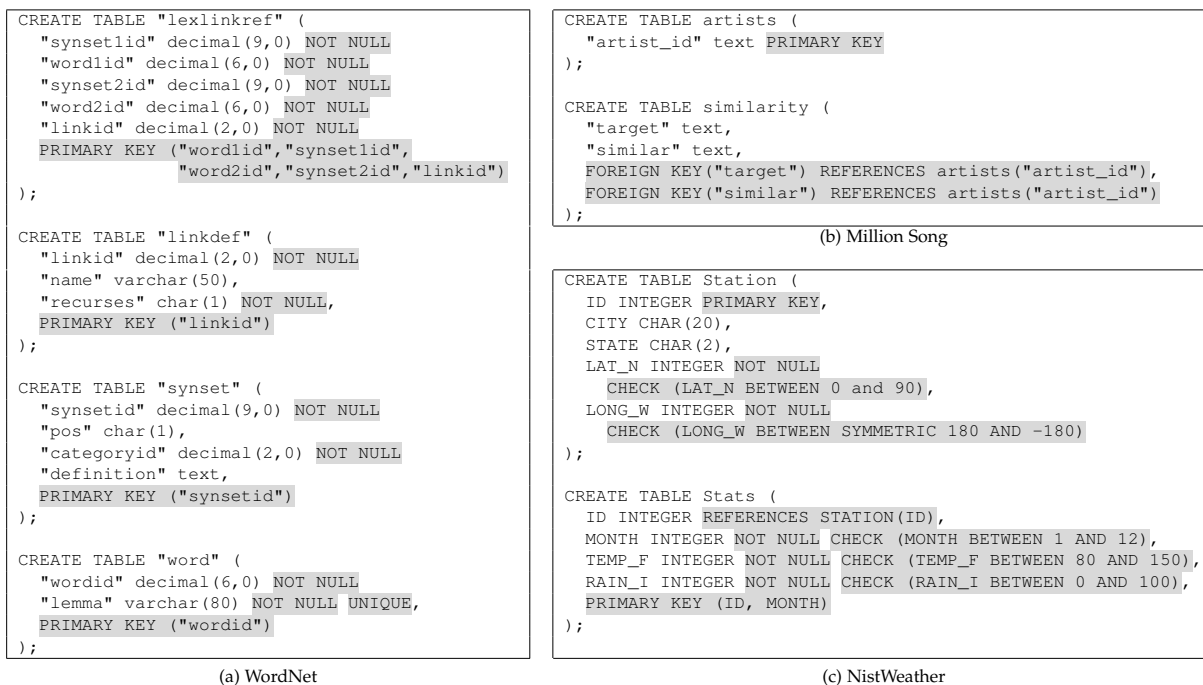 CREATE TABLE "lexlinkref" (
"synset1id" decimal(9,0) NOT NULL
"word1id" decimal(6,0) NOT NULL
"synset2id" decimal(9,0) NOT NULL
"word2id" decimal(6,0) NOT NULL
"linkid" decimal(2,0) NOT NULL
PRIMARY KEY ("word1id","synset1id",
"word2id","synset2id","linkid")
);
CREATE TABLE "linkdef" (
"linkid" decimal(2,0) NOT NULL
"name" varchar(50),
"recurses" char(1) NOT NULL,
PRIMARY KEY ("linkid")
);
CREATE TABLE "synset" (
"synsetid" decimal(9,0) NOT NULL
"pos" char(1),
"categoryid" decimal(2,0) NOT NULL
"definition" text,
PRIMARY KEY ("synsetid")
);
CREATE TABLE "word" (
"wordid" decimal(6,0) NOT NULL
"lemma" varchar(80) NOT NULL UNIQUE,
PRIMARY KEY ("wordid")
);
(a) WordNet
CREATE TABLE artists (
"artist_id" text PRIMARY KEY
);
CREATE TABLE similarity (
"target" text,
"similar" text,
FOREIGN KEY("target") REFERENCES artists("artist_id"),
FOREIGN KEY("similar") REFERENCES artists("artist_id")
);
(b) Million Song
CREATE TABLE Station (
ID INTEGER PRIMARY KEY,
CITY CHAR(20),
STATE CHAR(2),
LAT_N INTEGER NOT NULL
CHECK (LAT_N BETWEEN 0 and 90),
LONG_W INTEGER NOT NULL
CHECK (LONG_W BETWEEN SYMMETRIC 180 AND -180)
);
CREATE TABLE Stats (
ID INTEGER REFERENCES STATION(ID),
MONTH INTEGER NOT NULL CHECK (MONTH BETWEEN 1 AND 12),
TEMP_F INTEGER NOT NULL CHECK (TEMP_F BETWEEN 80 AND 150),
RAIN_I INTEGER NOT NULL CHECK (RAIN_I BETWEEN 0 AND 100),
PRIMARY KEY (ID, MONTH)
);
(c) NistWeather